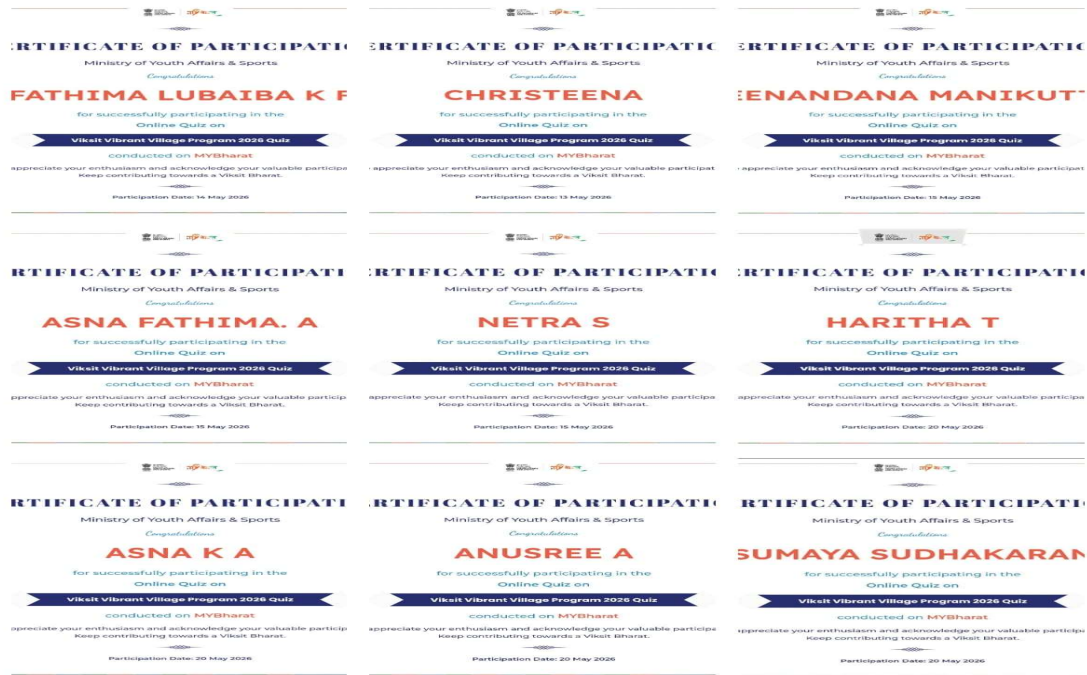 ERTIFICATE OF PARTICIPATIO
Ministry of Youth Affairs & Sports
Congratulations
FATHIMA LUBAIBA K P
for successfully participating in the
Online Quiz on
Viksit Vibrant Village Program 2026 Quiz
conducted on MYBharat
appreciate your enthusiasm and acknowledge your valuable participa
Keep contributing towards a Viksit Bharat.
Participation Date: 14 May 2026
ERTIFICATE OF PARTICIPATIO
Ministry of Youth Affairs & Sports
Congratulations
CHRISTEENA
for successfully participating in the
Online Quiz on
Viksit Vibrant Village Program 2026 Quiz
conducted on MYBharat
appreciate your enthusiasm and acknowledge your valuable participat
Keep contributing towards a Viksit Bharat.
Participation Date: 13 May 2026
ERTIFICATE OF PARTICIPATIO
Ministry of Youth Affairs & Sports
Congratulations
EENANDANA MANIKUT
for successfully participating in the
Online Quiz on
Viksit Vibrant Village Program 2026 Quiz
conducted on MYBharat
appreciate your enthusiasm and acknowledge your valuable participat
Keep contributing towards a Viksit Bharat.
Participation Date: 15 May 2026
RTIFICATE OF PARTICIPATI
Ministry of Youth Affairs & Sports
Congratulations
ASNA FATHIMA. A
for successfully participating in the
Online Quiz on
Viksit Vibrant Village Program 2026 Quiz
conducted on MYBharat
ppreciate your enthusiasm and acknowledge your valuable particip
Keep contributing towards a Viksit Bharat.
Participation Date: 15 May 2026
RTIFICATE OF PARTICIPATIO
Ministry of Youth Affairs & Sports
Congratulations
NETRA S
for successfully participating in the
Online Quiz on
Viksit Vibrant Village Program 2026 Quiz
conducted on MYBharat
appreciate your enthusiasm and acknowledge your valuable participa
Keep contributing towards a Viksit Bharat.
Participation Date: 15 May 2026
ERTIFICATE OF PARTICIPATIO
Ministry of Youth Affairs & Sports
Congratulations
HARITHA T
for successfully participating in the
Online Quiz on
Viksit Vibrant Village Program 2026 Quiz
conducted on MYBharat
appreciate your enthusiasm and acknowledge your valuable participa
Keep contributing towards a Viksit Bharat.
Participation Date: 20 May 2026
RTIFICATE OF PARTICIPATI
Ministry of Youth Affairs & Sports
Congratulations
ASNA K A
for successfully participating in the
Online Quiz on
Viksit Vibrant Village Program 2026 Quiz
conducted on MYBharat
ppreciate your enthusiasm and acknowledge your valuable particip
Keep contributing towards a Viksit Bharat.
Participation Date: 20 May 2026
RTIFICATE OF PARTICIPATI
Ministry of Youth Affairs & Sports
Congratulations
ANUSREE A
for successfully participating in the
Online Quiz on
Viksit Vibrant Village Program 2026 Quiz
conducted on MYBharat
appreciate your enthusiasm and acknowledge your valuable participa
Keep contributing towards a Viksit Bharat.
Participation Date: 20 May 2026
RTIFICATE OF PARTICIPATI
Ministry of Youth Affairs & Sports
Congratulations
SUMAYA SUDHAKARAN
for successfully participating in the
Online Quiz on
Viksit Vibrant Village Program 2026 Quiz
conducted on MYBharat
appreciate your enthusiasm and acknowledge your valuable particip
Keep contributing towards a Viksit Bharat.
Participation Date: 20 May 2026